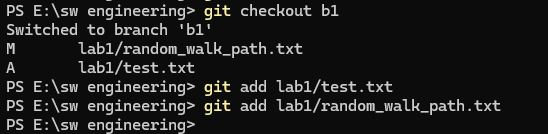 PS E:\sw engineering> git checkout b1
Switched to branch 'b1'
M       lab1/random_walk_path.txt
A       lab1/test.txt
PS E:\sw engineering> git add lab1/test.txt
PS E:\sw engineering> git add lab1/random_walk_path.txt
PS E:\sw engineering>